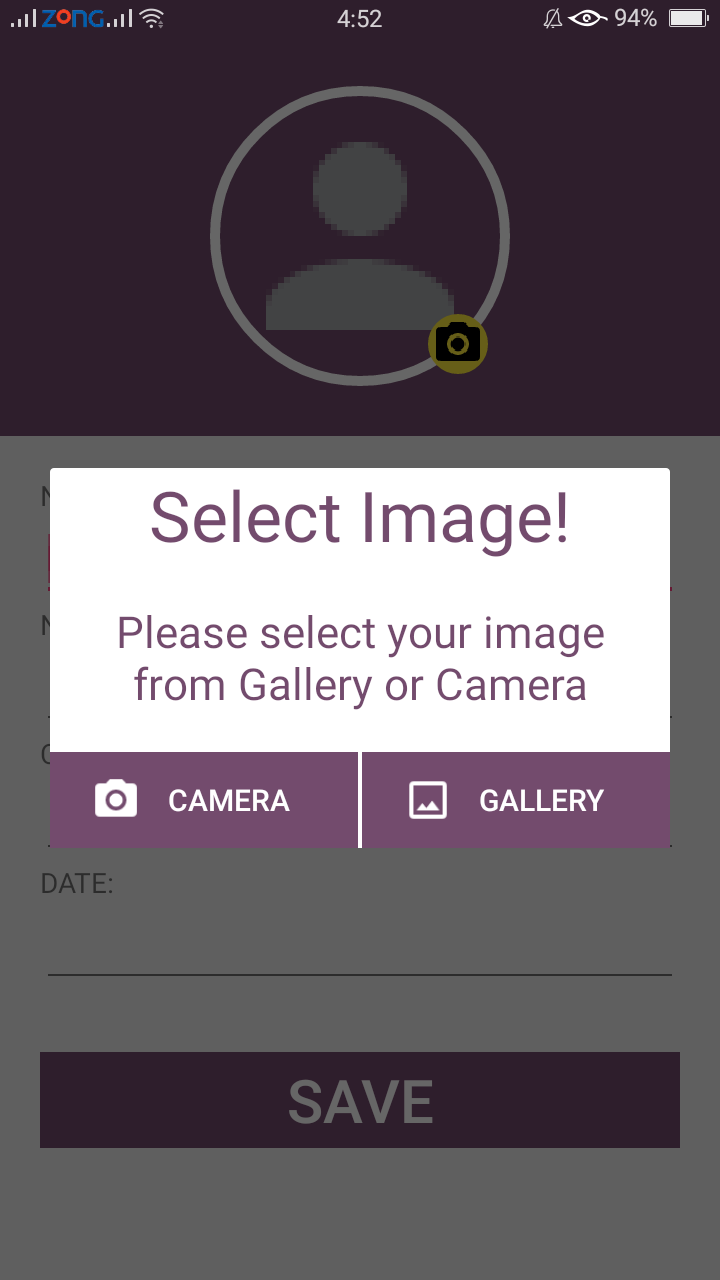 ZONG 4:52 94%
Select Image!
Please select your image
from Gallery or Camera
CAMERA GALLERY
DATE:
SAVE